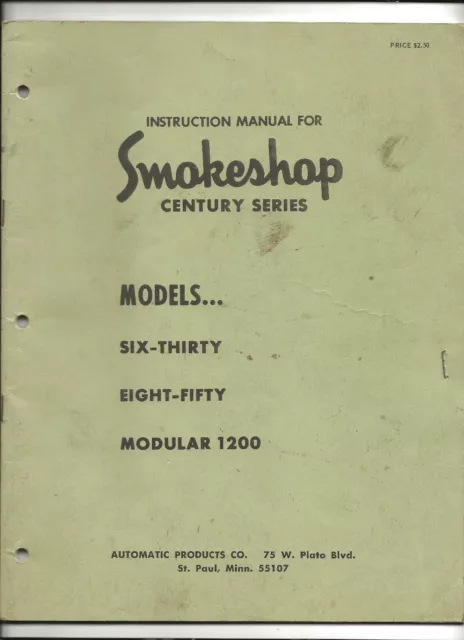 PRICE $2.50
INSTRUCTION MANUAL FOR
Smokeshop
CENTURY SERIES
MODELS...
SIX-THIRTY
EIGHT-FIFTY
MODULAR 1200
AUTOMATIC PRODUCTS CO. 75 W. Plato Blvd.
St. Paul, Minn. 55107